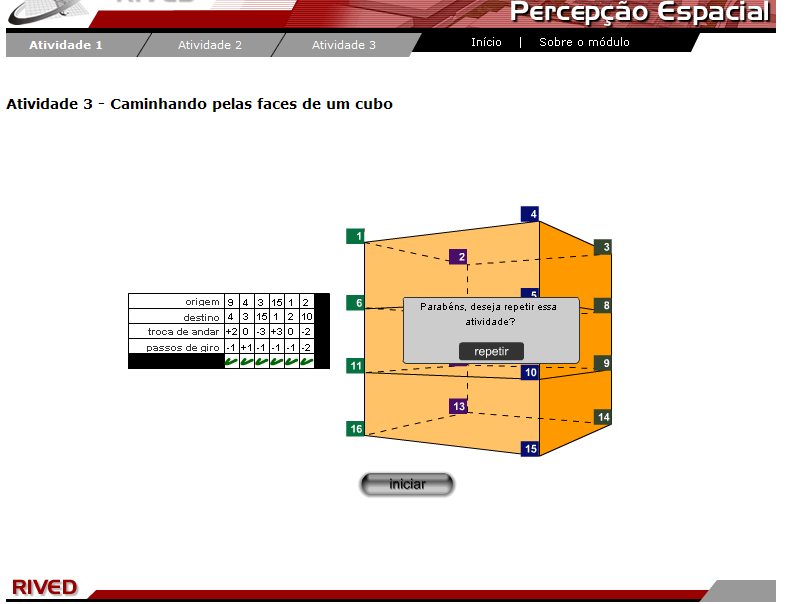 RIVED
Percepção Espacial
Atividade 1 Atividade 2 Atividade 3 Início | Sobre o módulo
Atividade 3 - Caminhando pelas faces de um cubo
4
1
3
2
origem 9 4 3 15 1 2
destino 4 3 15 1 2 10
troca de andar +2 0 -3 +3 0 -2
passos de giro -1 +1 -1 -1 -1 -2
5
6
8
Parabéns, deseja repetir essa
atividade?
repetir
11
9
10
13
14
16
15
iniciar
RIVED